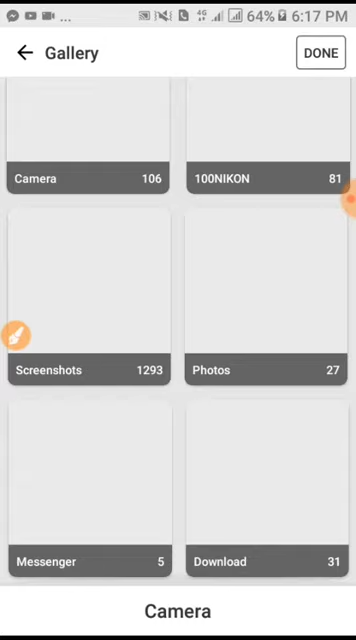 ... 4G 64% 6:17 PM
Gallery DONE
Camera 106 100NIKON 81
Screenshots 1293 Photos 27
Messenger 5 Download 31
Camera